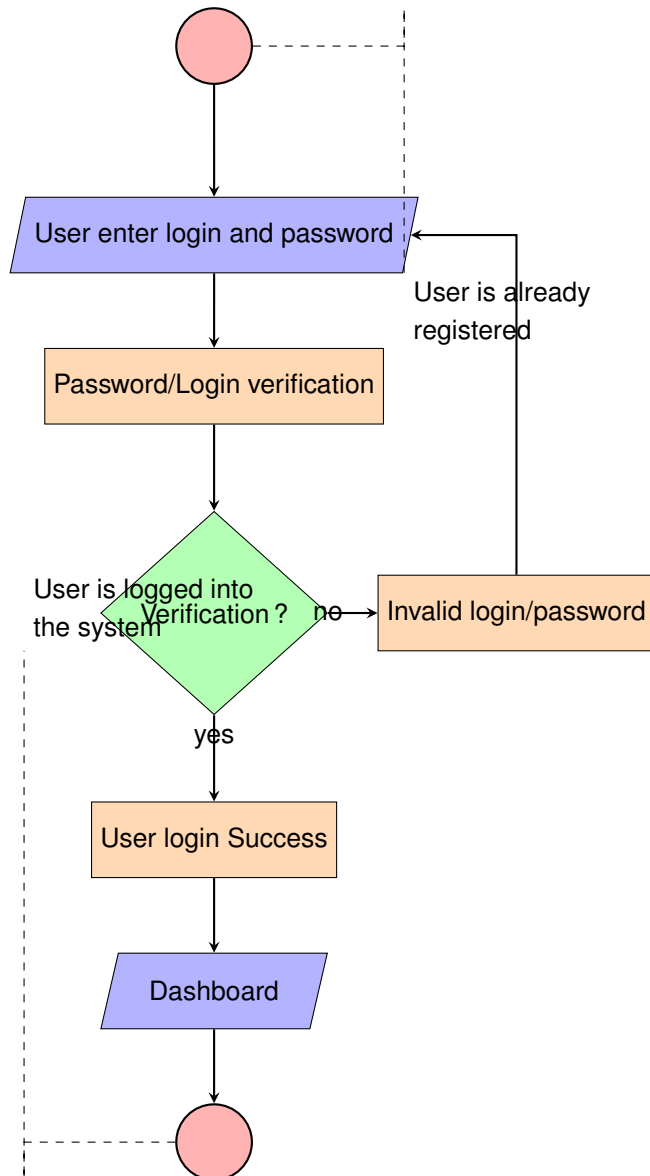 User enter login and password
User is already
registered
Password/Login verification
User is logged into
the system
Verification ?
no
Invalid login/password
yes
User login Success
Dashboard